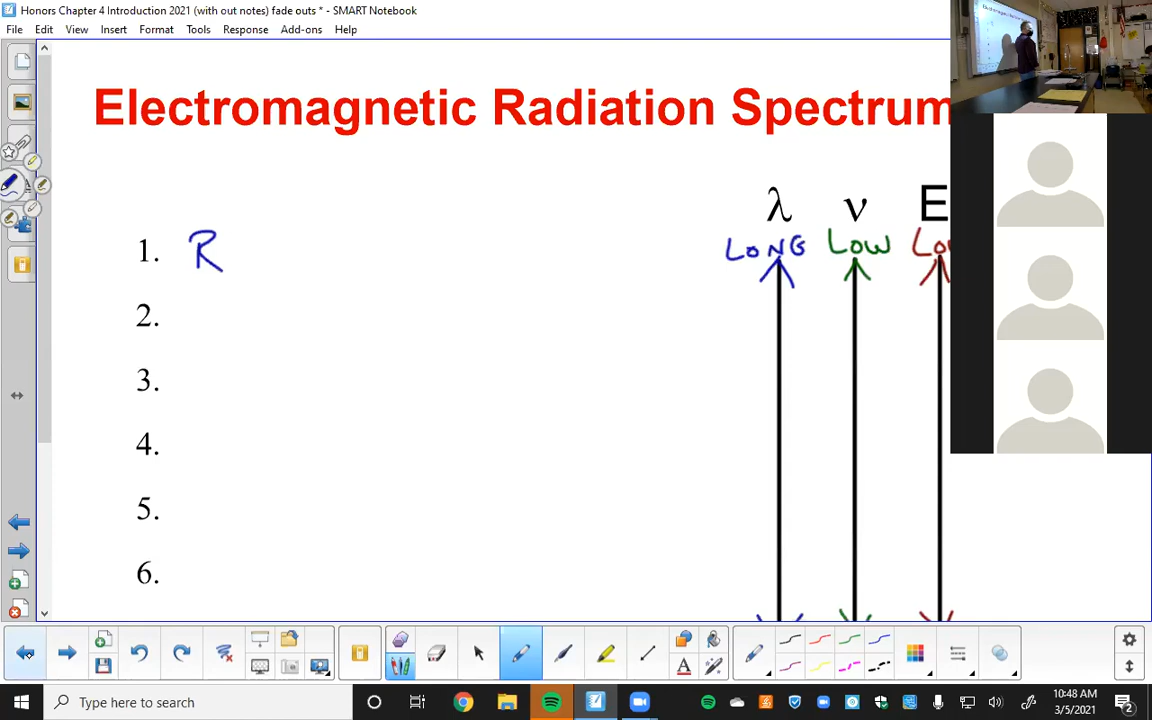 Honors Chapter 4 Introduction 2021 (with out notes) fade outs * - SMART Notebook
File Edit View Insert Format Tools Response Add-ons Help
Electromagnetic Radiation Spectrum
λ ν E
LONG LOW
1. R
2.
3.
4.
5.
6.
A
Type here to search
10:48 AM
3/5/2021
2